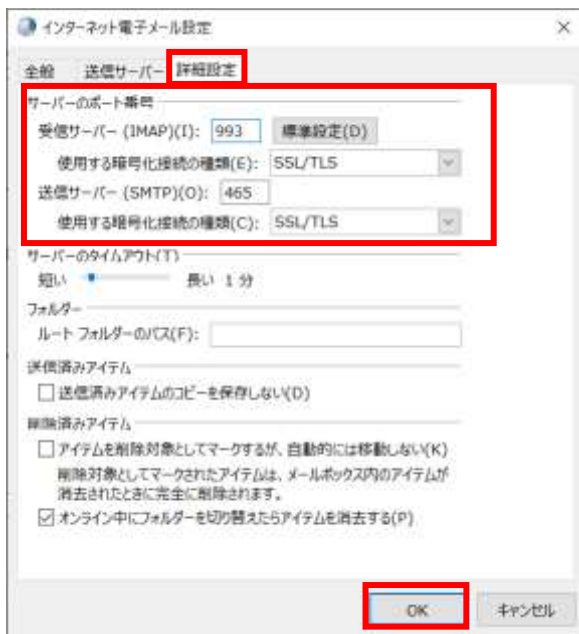 インターネット電子メール設定
全般 送信サーバー 詳細設定
サーバーのポート番号
受信サーバー (IMAP)(I): 993 標準設定(D)
使用する暗号化接続の種類(E): SSL/TLS
送信サーバー (SMTP)(O): 465
使用する暗号化接続の種類(C): SSL/TLS
サーバーのタイムアウト(T)
短い 長い 1 分
フォルダー
ルート フォルダーのパス(F):
送信済みアイテム
送信済みアイテムのコピーを保存しない(D)
削除済みアイテム
アイテムを削除対象としてマークするが、自動的には移動しない(K)
削除対象としてマークされたアイテムは、メールボックス内のアイテムが
消去されたときに完全に削除されます。
オンライン中にフォルダーを切り替えたらアイテムを消去する(P)
OK キャンセル